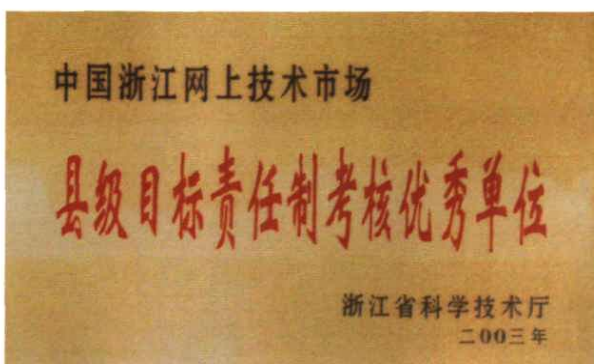 中国浙江网上技术市场
县级目标责任制考核优秀单位
浙江省科学技术厅
二00三年